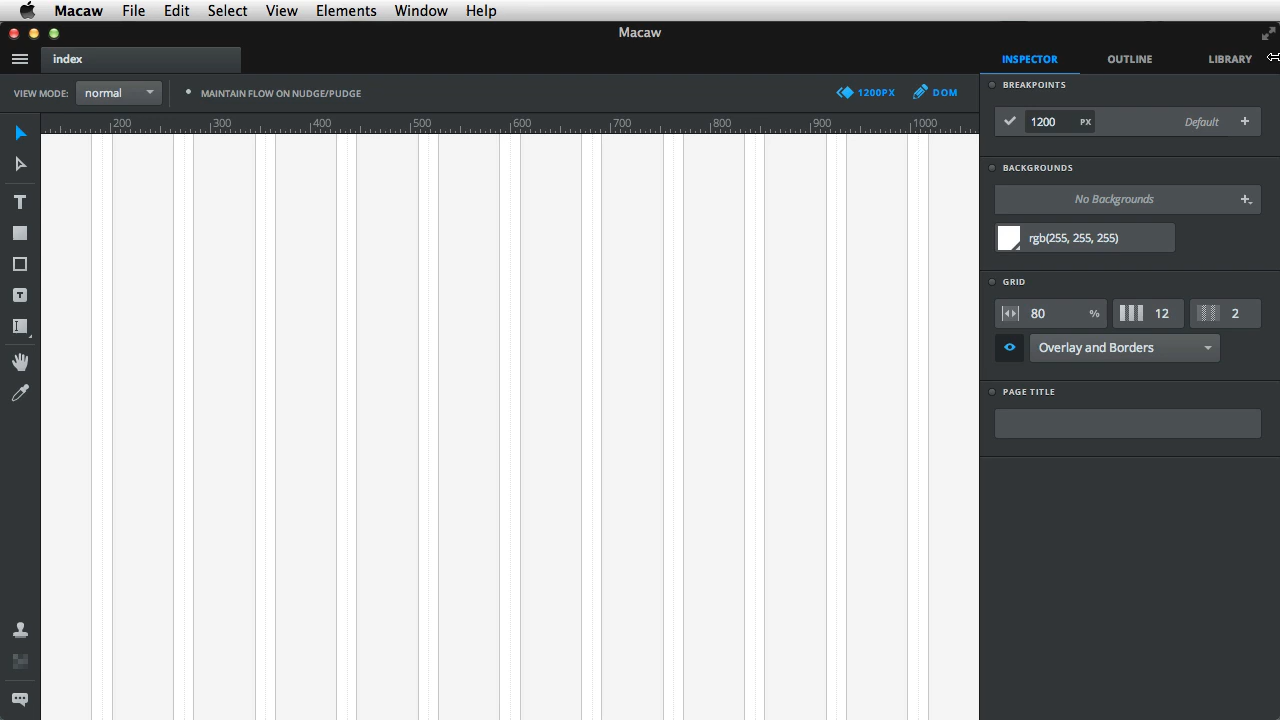 Macaw File Edit Select View Elements Window Help
Macaw
index
INSPECTOR OUTLINE LIBRARY
VIEW MODE: normal MAINTAIN FLOW ON NUDGE/PUDGE 1200PX DOM
200 300 400 500 600 700 800 900 1000
BREAKPOINTS
1200 PX Default +
BACKGROUNDS
No Backgrounds +
rgb(255, 255, 255)
GRID
80 % 12 2
Overlay and Borders
PAGE TITLE
T
T